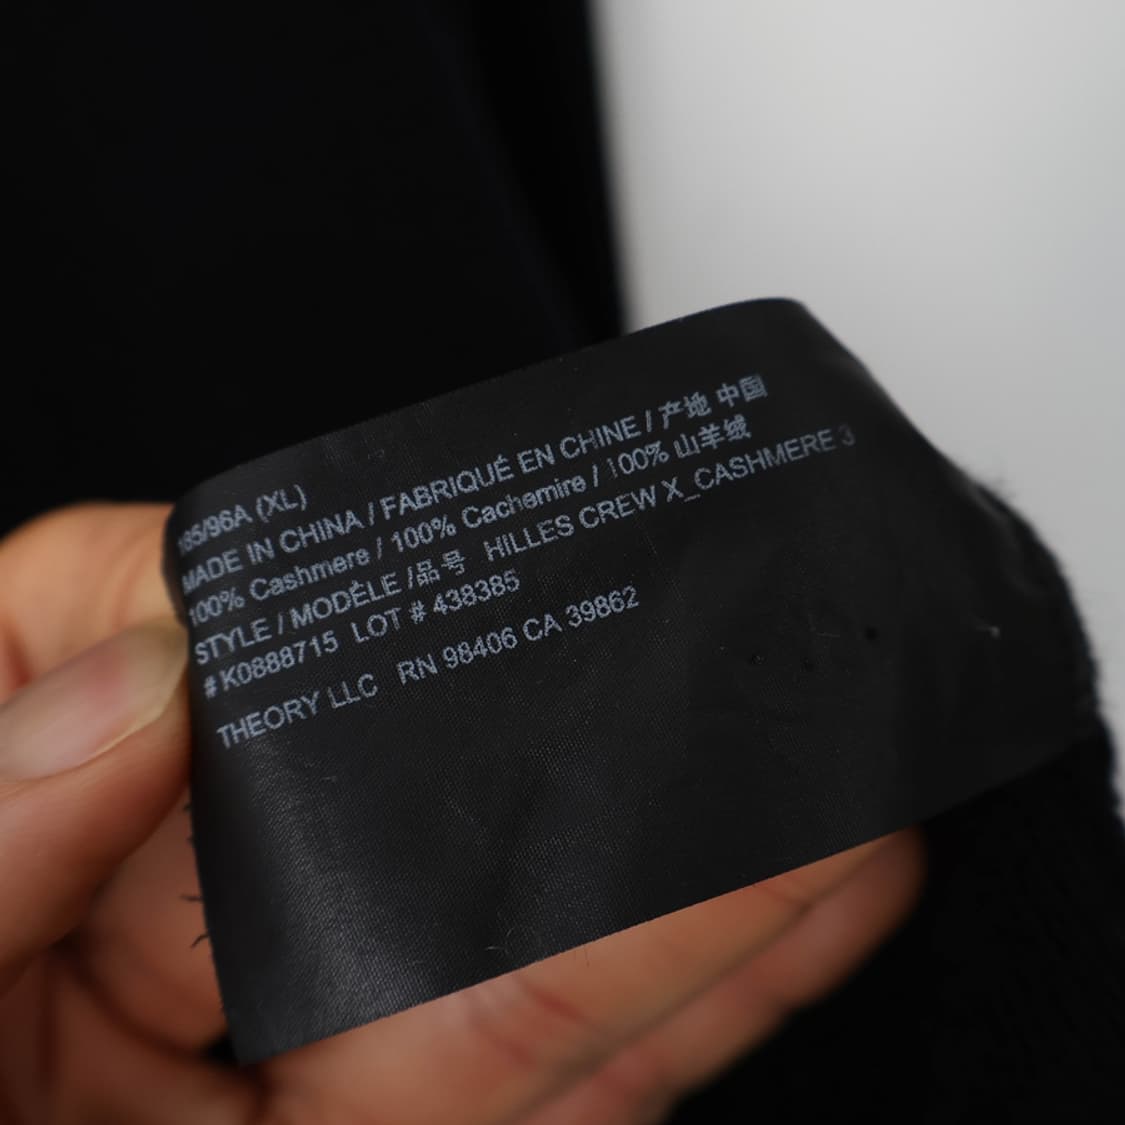 185/96A (XL)
MADE IN CHINA / FABRIQUÉ EN CHINE / 产地 中国
100% Cashmere / 100% Cachemire / 100% 山羊绒
STYLE / MODÈLE /品号 HILLES CREW X_CASHMERE 3
# K0888715 LOT # 438385
THEORY LLC RN 98406 CA 39862